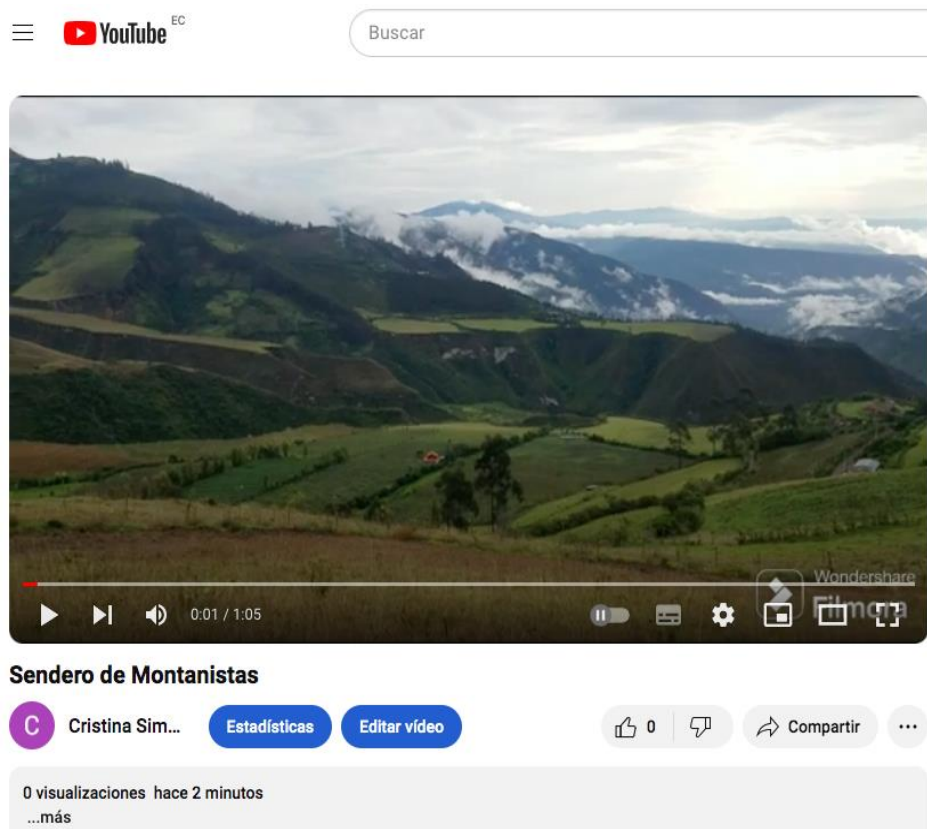 YouTube EC
Buscar
Wondershare
Filmora
0:01 / 1:05
Sendero de Montanistas
C
Cristina Sim...
Estadísticas
Editar vídeo
0
Compartir
0 visualizaciones hace 2 minutos
...más